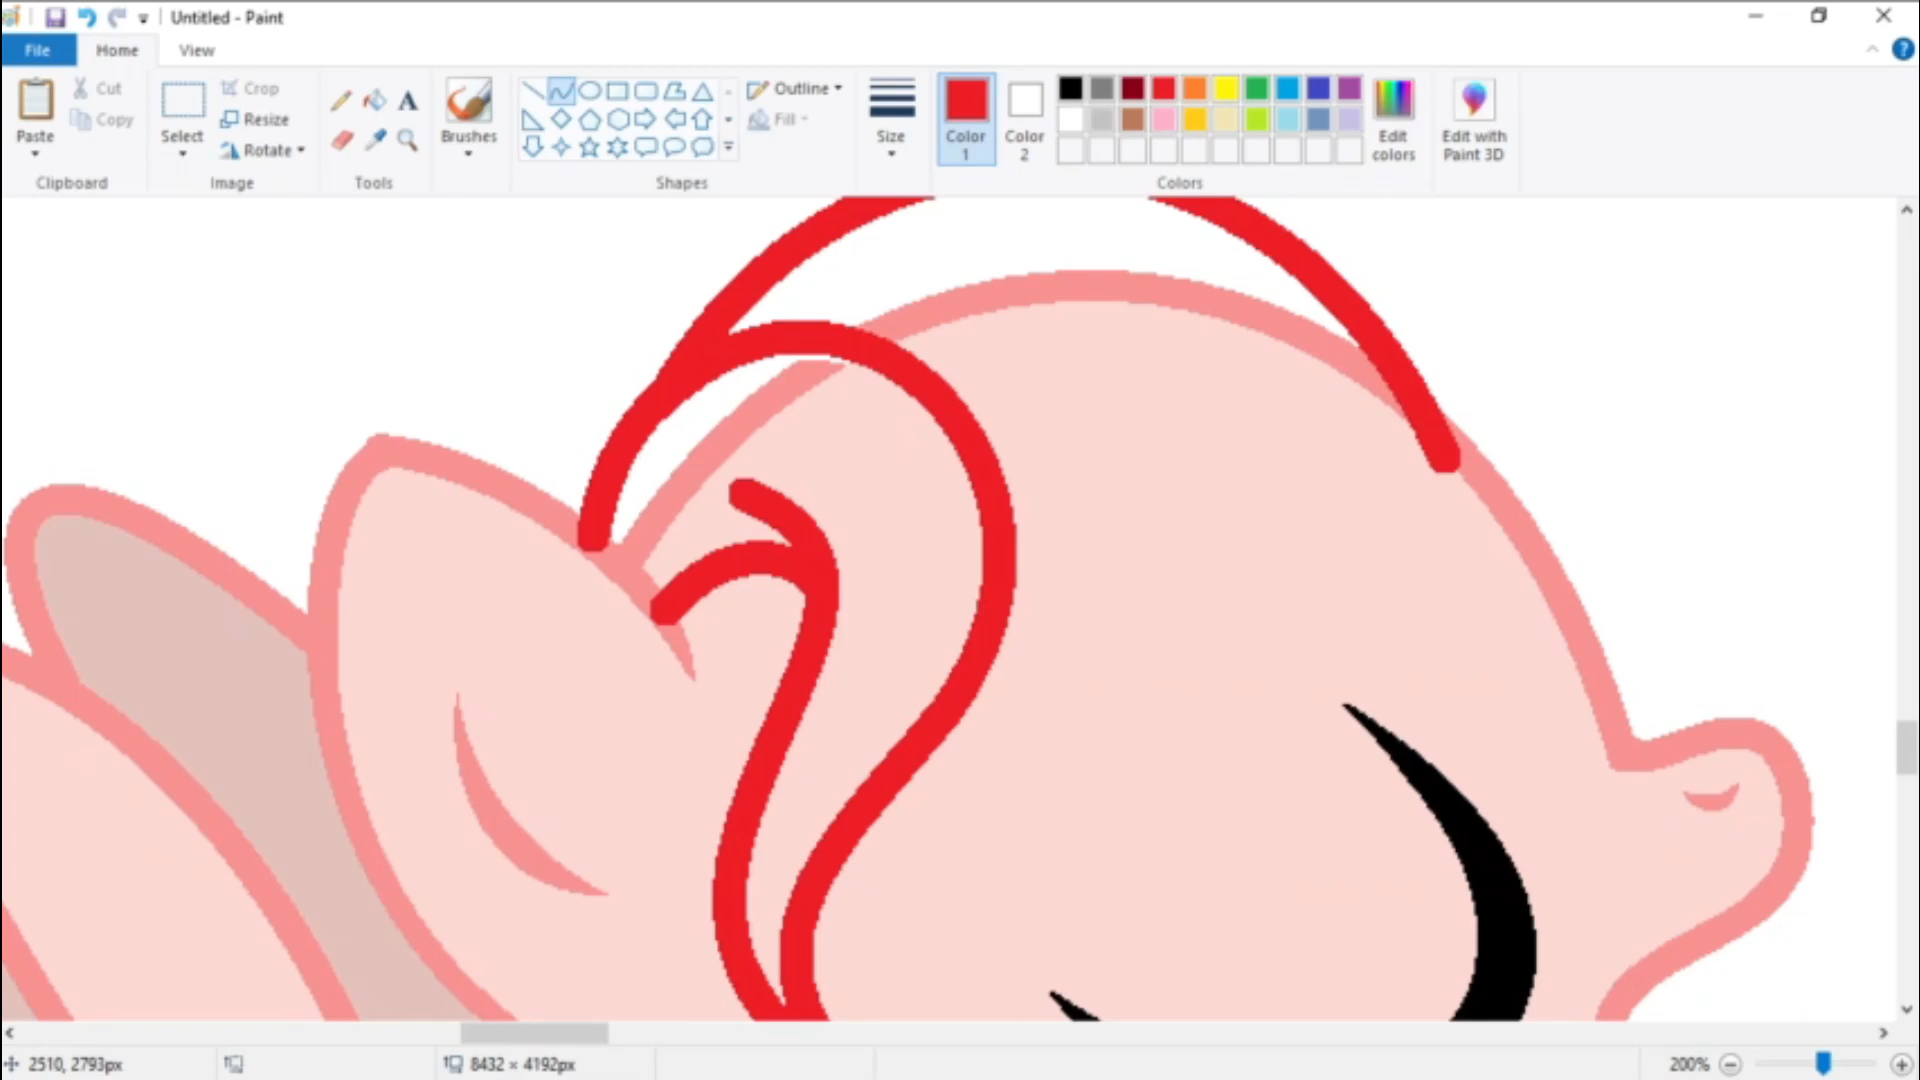 Untitled - Paint
File Home View
Paste
Cut
Copy
Clipboard
Select
Crop
Resize
Rotate
Image
A
Tools
Brushes
Outline
Fill
Shapes
Size
Color 1
Color 2
Edit colors
Edit with Paint 3D
Colors
2510, 2793px
8432 × 4192px
200%